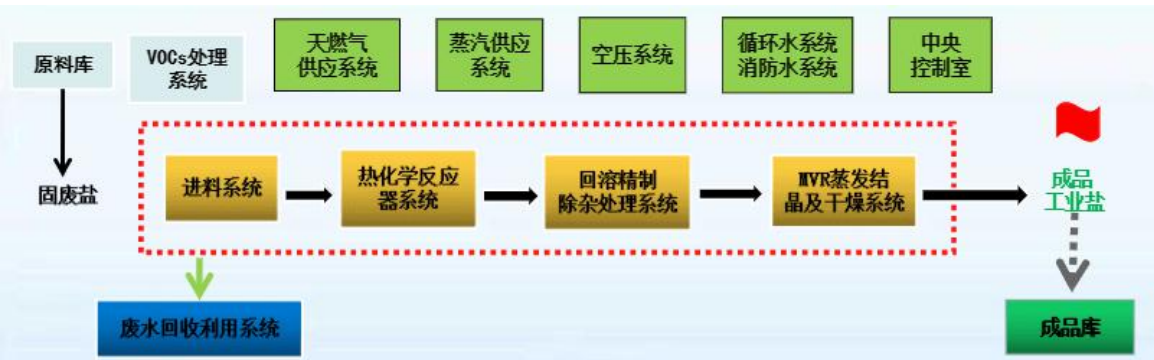 原料库
VOCs处理
系统
天燃气
供应系统
蒸汽供应
系统
空压系统
循环水系统
消防水系统
中央
控制室
固废盐
进料系统
热化学反应
器系统
回溶精制
除杂处理系统
MVR蒸发结
晶及干燥系统
成品
工业盐
废水回收利用系统
成品库